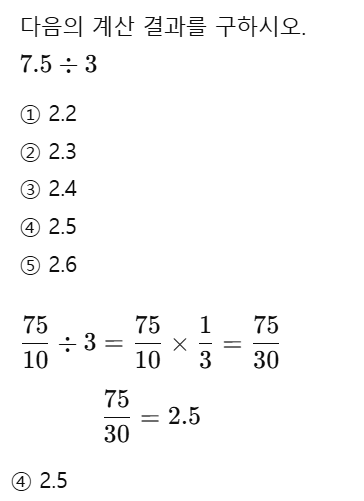 다음의 계산 결과를 구하시오.
7.5 ÷ 3
① 2.2
② 2.3
③ 2.4
④ 2.5
⑤ 2.6
75/10 ÷ 3 = 75/10 × 1/3 = 75/30
75/30 = 2.5
④ 2.5